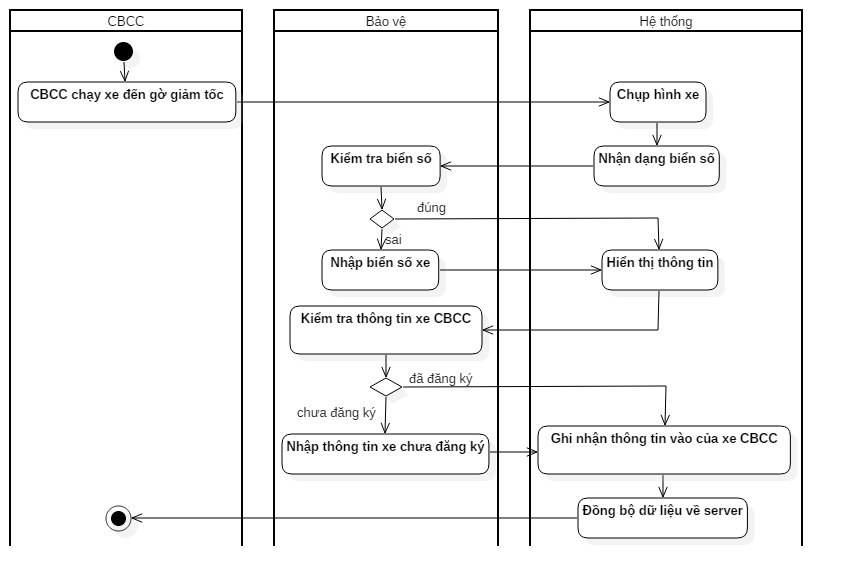 CBCC
Bảo vệ
Hệ thống
CBCC chạy xe đến gờ giảm tốc
Chụp hình xe
Kiểm tra biển số
Nhận dạng biển số
đúng
sai
Nhập biển số xe
Hiển thị thông tin
Kiểm tra thông tin xe CBCC
đã đăng ký
chưa đăng ký
Nhập thông tin xe chưa đăng ký
Ghi nhận thông tin vào của xe CBCC
Đồng bộ dữ liệu về server